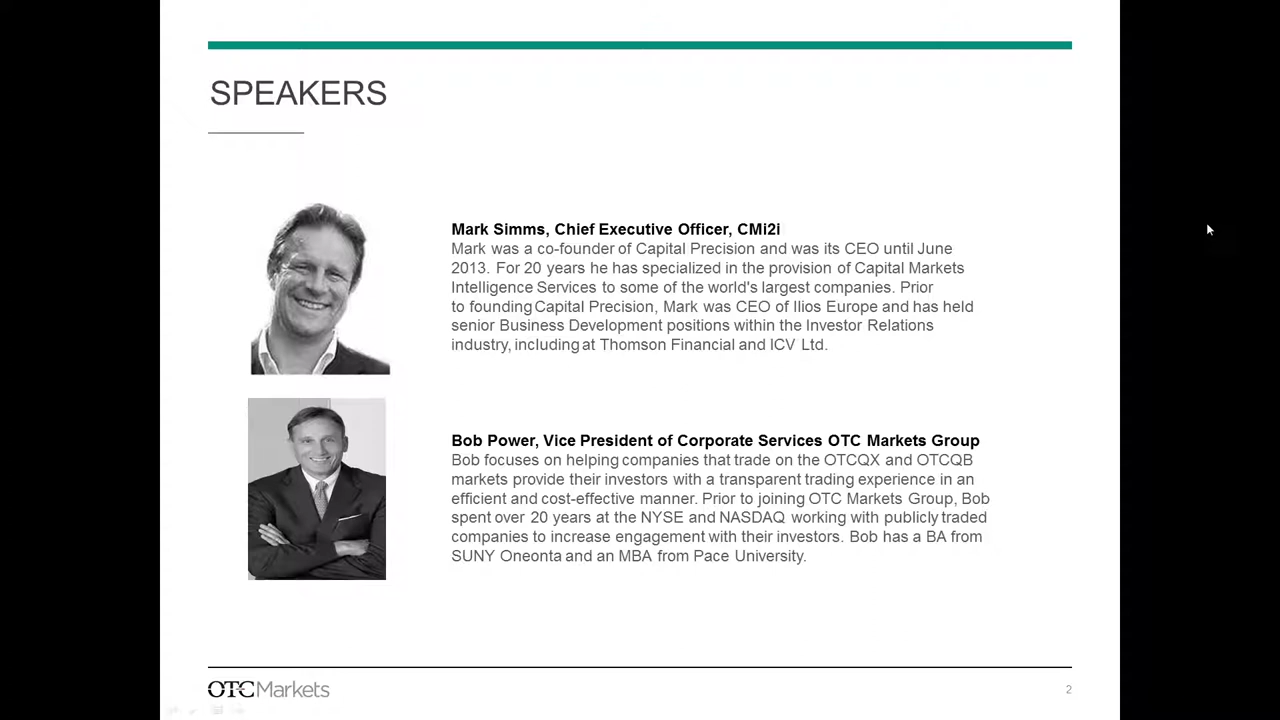 SPEAKERS
Mark Simms, Chief Executive Officer, CMi2i
Mark was a co-founder of Capital Precision and was its CEO until June
2013. For 20 years he has specialized in the provision of Capital Markets
Intelligence Services to some of the world's largest companies. Prior
to founding Capital Precision, Mark was CEO of Ilios Europe and has held
senior Business Development positions within the Investor Relations
industry, including at Thomson Financial and ICV Ltd.
Bob Power, Vice President of Corporate Services OTC Markets Group
Bob focuses on helping companies that trade on the OTCQX and OTCQB
markets provide their investors with a transparent trading experience in an
efficient and cost-effective manner. Prior to joining OTC Markets Group, Bob
spent over 20 years at the NYSE and NASDAQ working with publicly traded
companies to increase engagement with their investors. Bob has a BA from
SUNY Oneonta and an MBA from Pace University.
OTC Markets
2